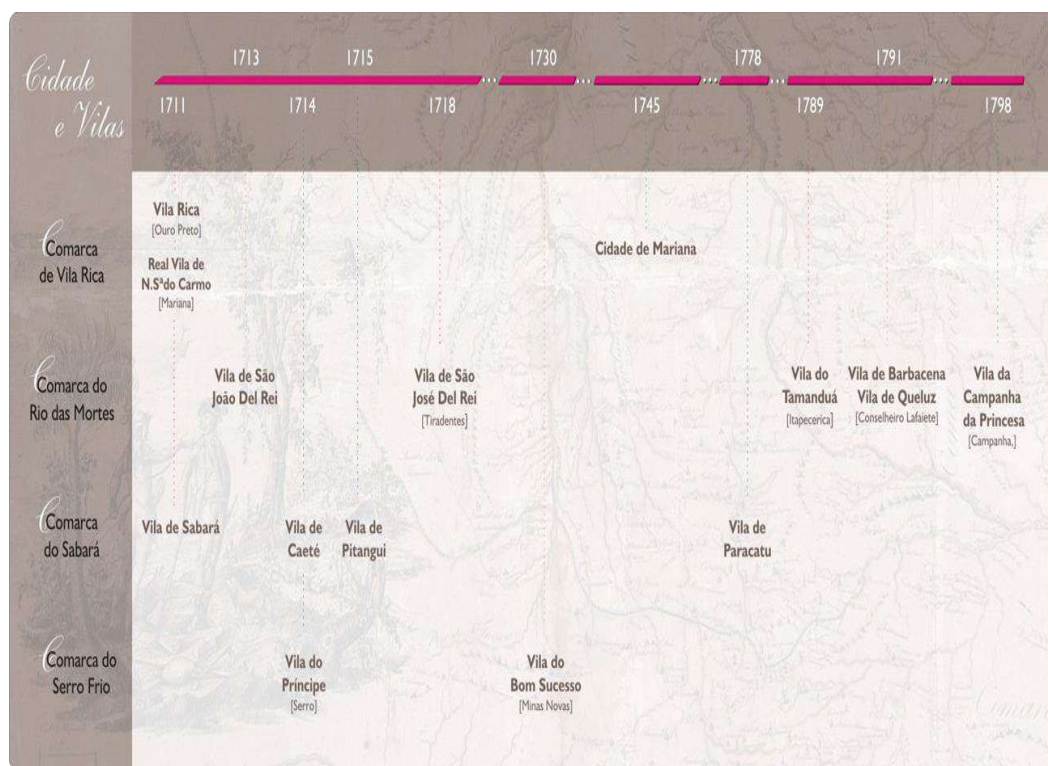 Cidade
e Vilas
1713
1715
1730
1778
1791
1711
1714
1718
1745
1789
1798
Comarca
de Vila Rica
Vila Rica
[Ouro Preto]
Real Vila de
N.Sªdo Carmo
[Mariana]
Cidade de Mariana
Comarca do
Rio das Mortes
Vila de São
João Del Rei
Vila de São
José Del Rei
[Tiradentes]
Vila do
Tamanduá
[Itapecerica]
Vila de Barbacena
Vila de Queluz
[Conselheiro Lafaiete]
Vila da
Campanha
da Princesa
[Campanha,]
Comarca
do Sabará
Vila de Sabará
Vila de
Caeté
Vila de
Pitangui
Vila de
Paracatu
Comarca do
Serro Frio
Vila do
Príncipe
[Serro]
Vila do
Bom Sucesso
[Minas Novas]